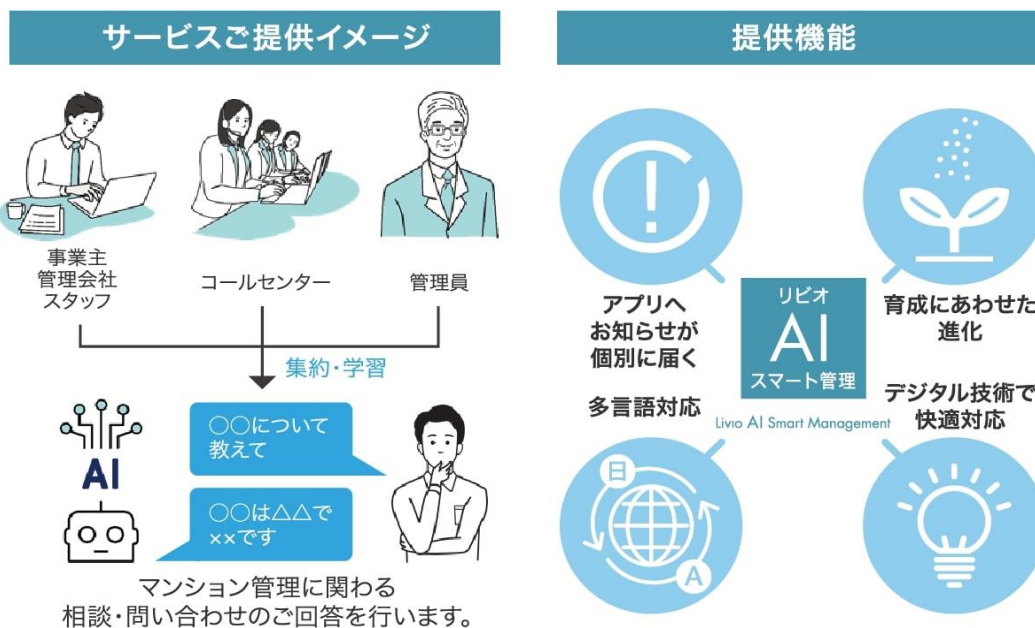 サービスご提供イメージ
事業主
管理会社
スタッフ
コールセンター
管理員
集約・学習
AI
○○について
教えて
○○は△△で
××です
マンション管理に関わる
相談・問い合わせのご回答を行います。
提供機能
アプリへ
お知らせが
個別に届く
育成にあわせた
進化
リビオ
AI
スマート管理
Livio AI Smart Management
多言語対応
デジタル技術で
快適対応
日
A